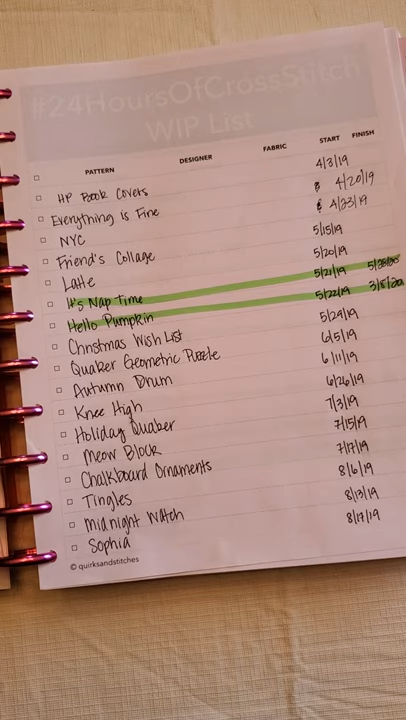 #24HoursOfCrossStitch
WIP List
PATTERN DESIGNER FABRIC START FINISH
HP Book Covers 4/3/19
Everything is Fine 4/20/19
NYC 4/23/19
Friend's Collage 5/15/19
Latte 5/20/19
It's Nap Time 5/21/19
Hello Pumpkin 5/22/19 3/8/20
Christmas Wish List 5/29/19
Quaker Geometric Puzzle 6/5/19
Autumn Drum 6/11/19
Knee High 6/26/19
Holiday Quaker 7/3/19
Meow Block 7/15/19
Chalkboard Ornaments 7/17/19
Tingles 8/6/19
Midnight Watch 8/13/19
Sophia 8/17/19
© quirksandstitches